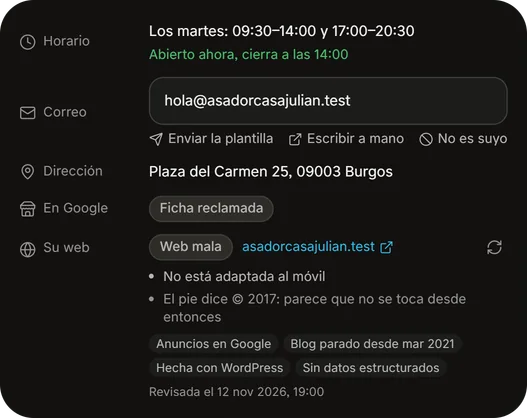 Horario
Los martes: 09:30–14:00 y 17:00–20:30
Abierto ahora, cierra a las 14:00
Correo
hola@asadorcasajulian.test
Enviar la plantilla
Escribir a mano
No es suyo
Dirección
Plaza del Carmen 25, 09003 Burgos
En Google
Ficha reclamada
Su web
Web mala
asadorcasajulian.test
No está adaptada al móvil
El pie dice © 2017: parece que no se toca desde
entonces
Anuncios en Google
Blog parado desde mar 2021
Hecha con WordPress
Sin datos estructurados
Revisada el 12 nov 2026, 19:00